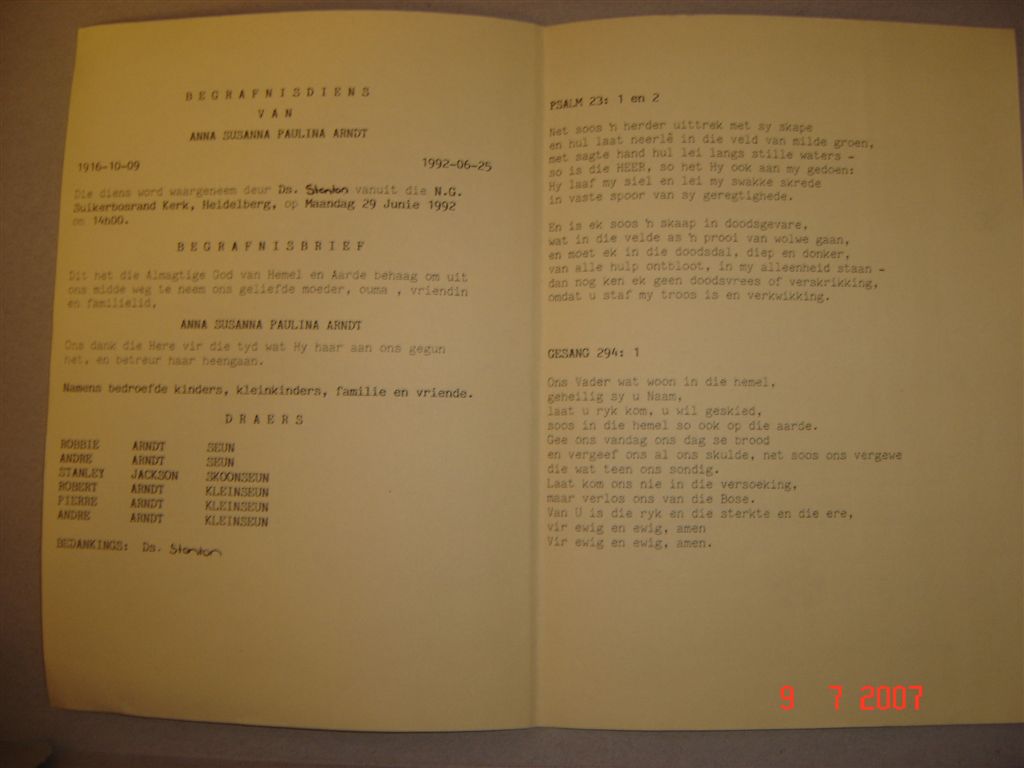 BEGRAFNISDIENS
VAN
ANNA SUSANNA PAULINA ARNDT
1916-10-09 1992-06-25
Die diens word waargeneem deur Ds. Stenton vanuit die N.G.
Suikerbosrand Kerk, Heidelberg, op Maandag 29 Junie 1992
om 14h00.
BEGRAFNISBRIEF
Dit het die Almagtige God van Hemel en Aarde behaag om uit
ons midde weg te neem ons geliefde moeder, ouma , vriendin
en familielid,
ANNA SUSANNA PAULINA ARNDT
Ons dank die Here vir die tyd wat Hy haar aan ons gegun
het, en betreur haar heengaan.
Namens bedroefde kinders, kleinkinders, familie en vriende.
DRAERS
ROBBIE ARNDT SEUN
ANDRE ARNDT SEUN
STANLEY JACKSON SKOONSEUN
ROBERT ARNDT KLEINSEUN
PIERRE ARNDT KLEINSEUN
ANDRE ARNDT KLEINSEUN
BEDANKINGS: Ds. Stenton
PSALM 23: 1 en 2
Net soos 'n herder uittrek met sy skape
en hul laat neerlê in die veld van milde groen,
met sagte hand hul lei langs stille waters -
so is die HEER, so het Hy ook aan my gedoen:
Hy laaf my siel en lei my swakke skrede
in vaste spoor van sy geregtighede.
En is ek soos 'n skaap in doodsgevare,
wat in die velde as 'n prooi van wolwe gaan,
en moet ek in die doodsdal, diep en donker,
van alle hulp ontbloot, in my alleenheid staan -
dan nog ken ek geen doodsvrees of verskrikking,
omdat u staf my troos is en verkwikking.
GESANG 294: 1
Ons Vader wat woon in die hemel,
geheilig sy u Naam,
laat u ryk kom, u wil geskied,
soos in die hemel so ook op die aarde.
Gee ons vandag ons dag se brood
en vergeef ons al ons skulde, net soos ons vergewe
die wat teen ons sondig.
Laat kom ons nie in die versoeking,
maar verlos ons van die Bose.
Van U is die ryk en die sterkte en die ere,
vir ewig en ewig, amen
Vir ewig en ewig, amen.
9 7 2007